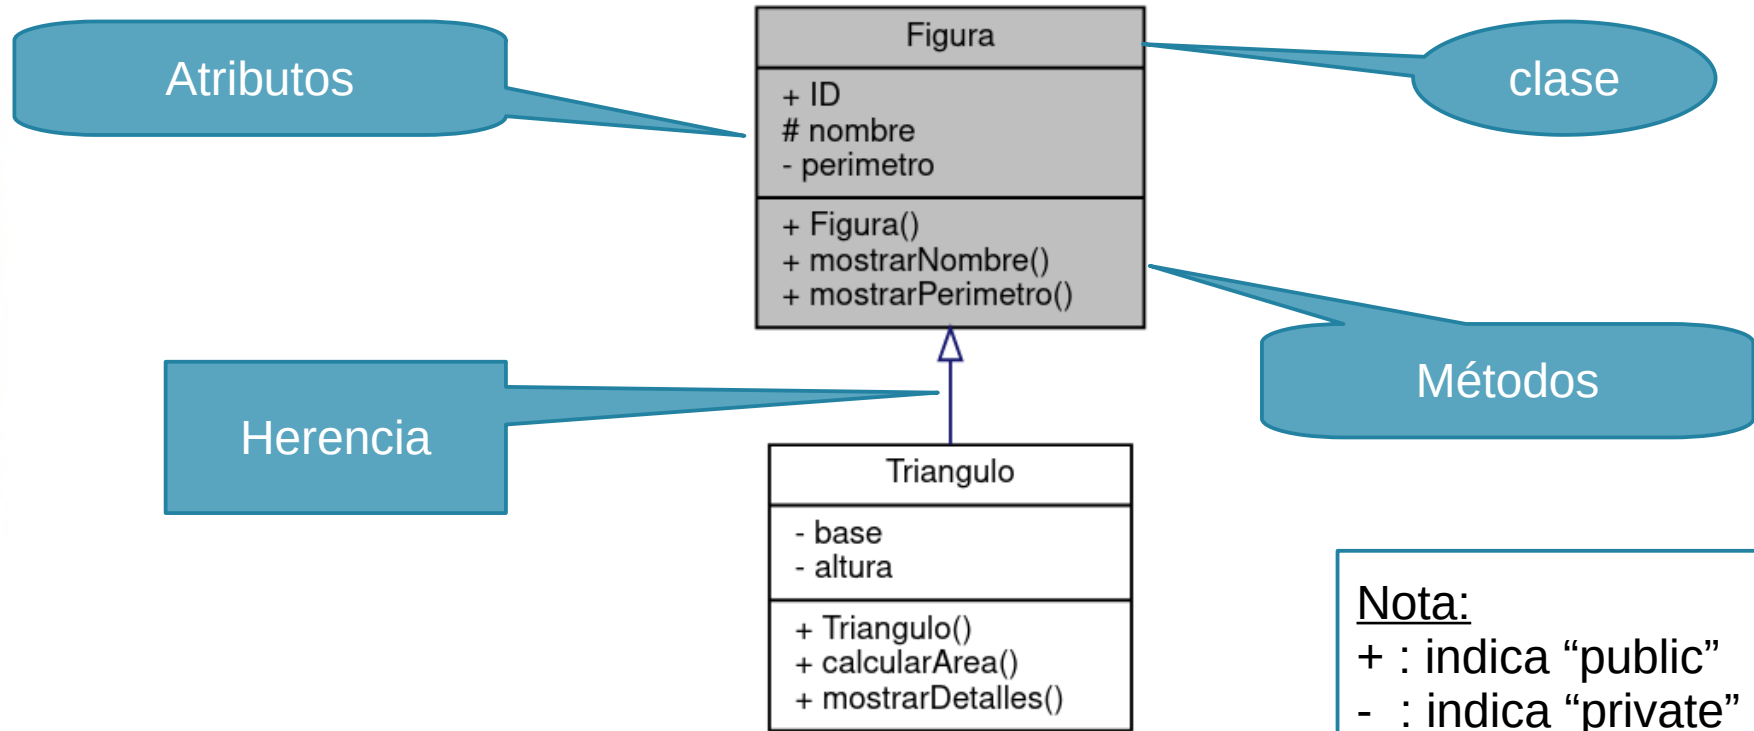 Atributos
Figura
+ ID
# nombre
- perimetro
+ Figura()
+ mostrarNombre()
+ mostrarPerimetro()
clase
Métodos
Herencia
Triangulo
- base
- altura
+ Triangulo()
+ calcularArea()
+ mostrarDetalles()
Nota:
+ : indica “public”
- : indica “private”